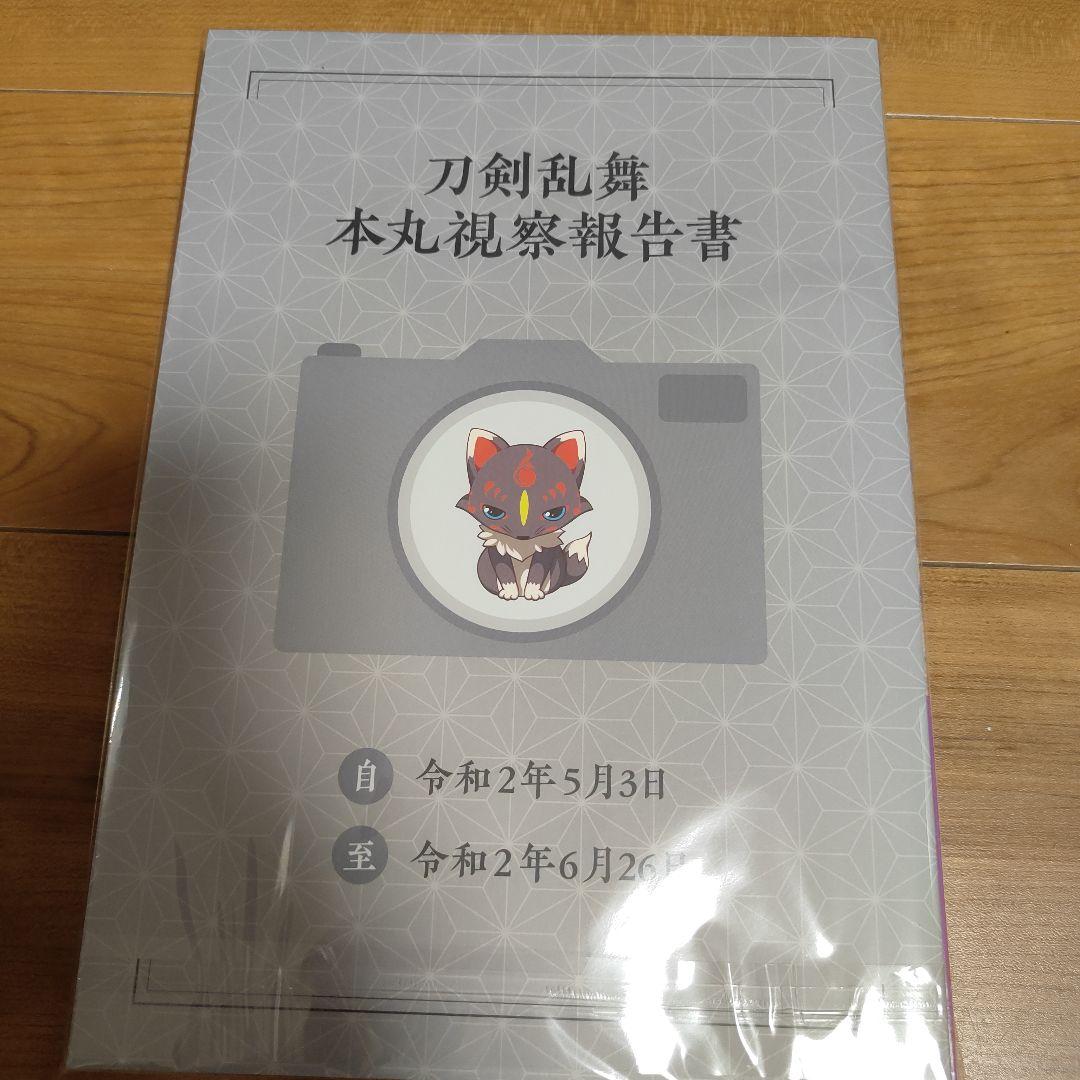 刀剣乱舞
本丸視察報告書
自 令和2年5月3日
至 令和2年6月26日